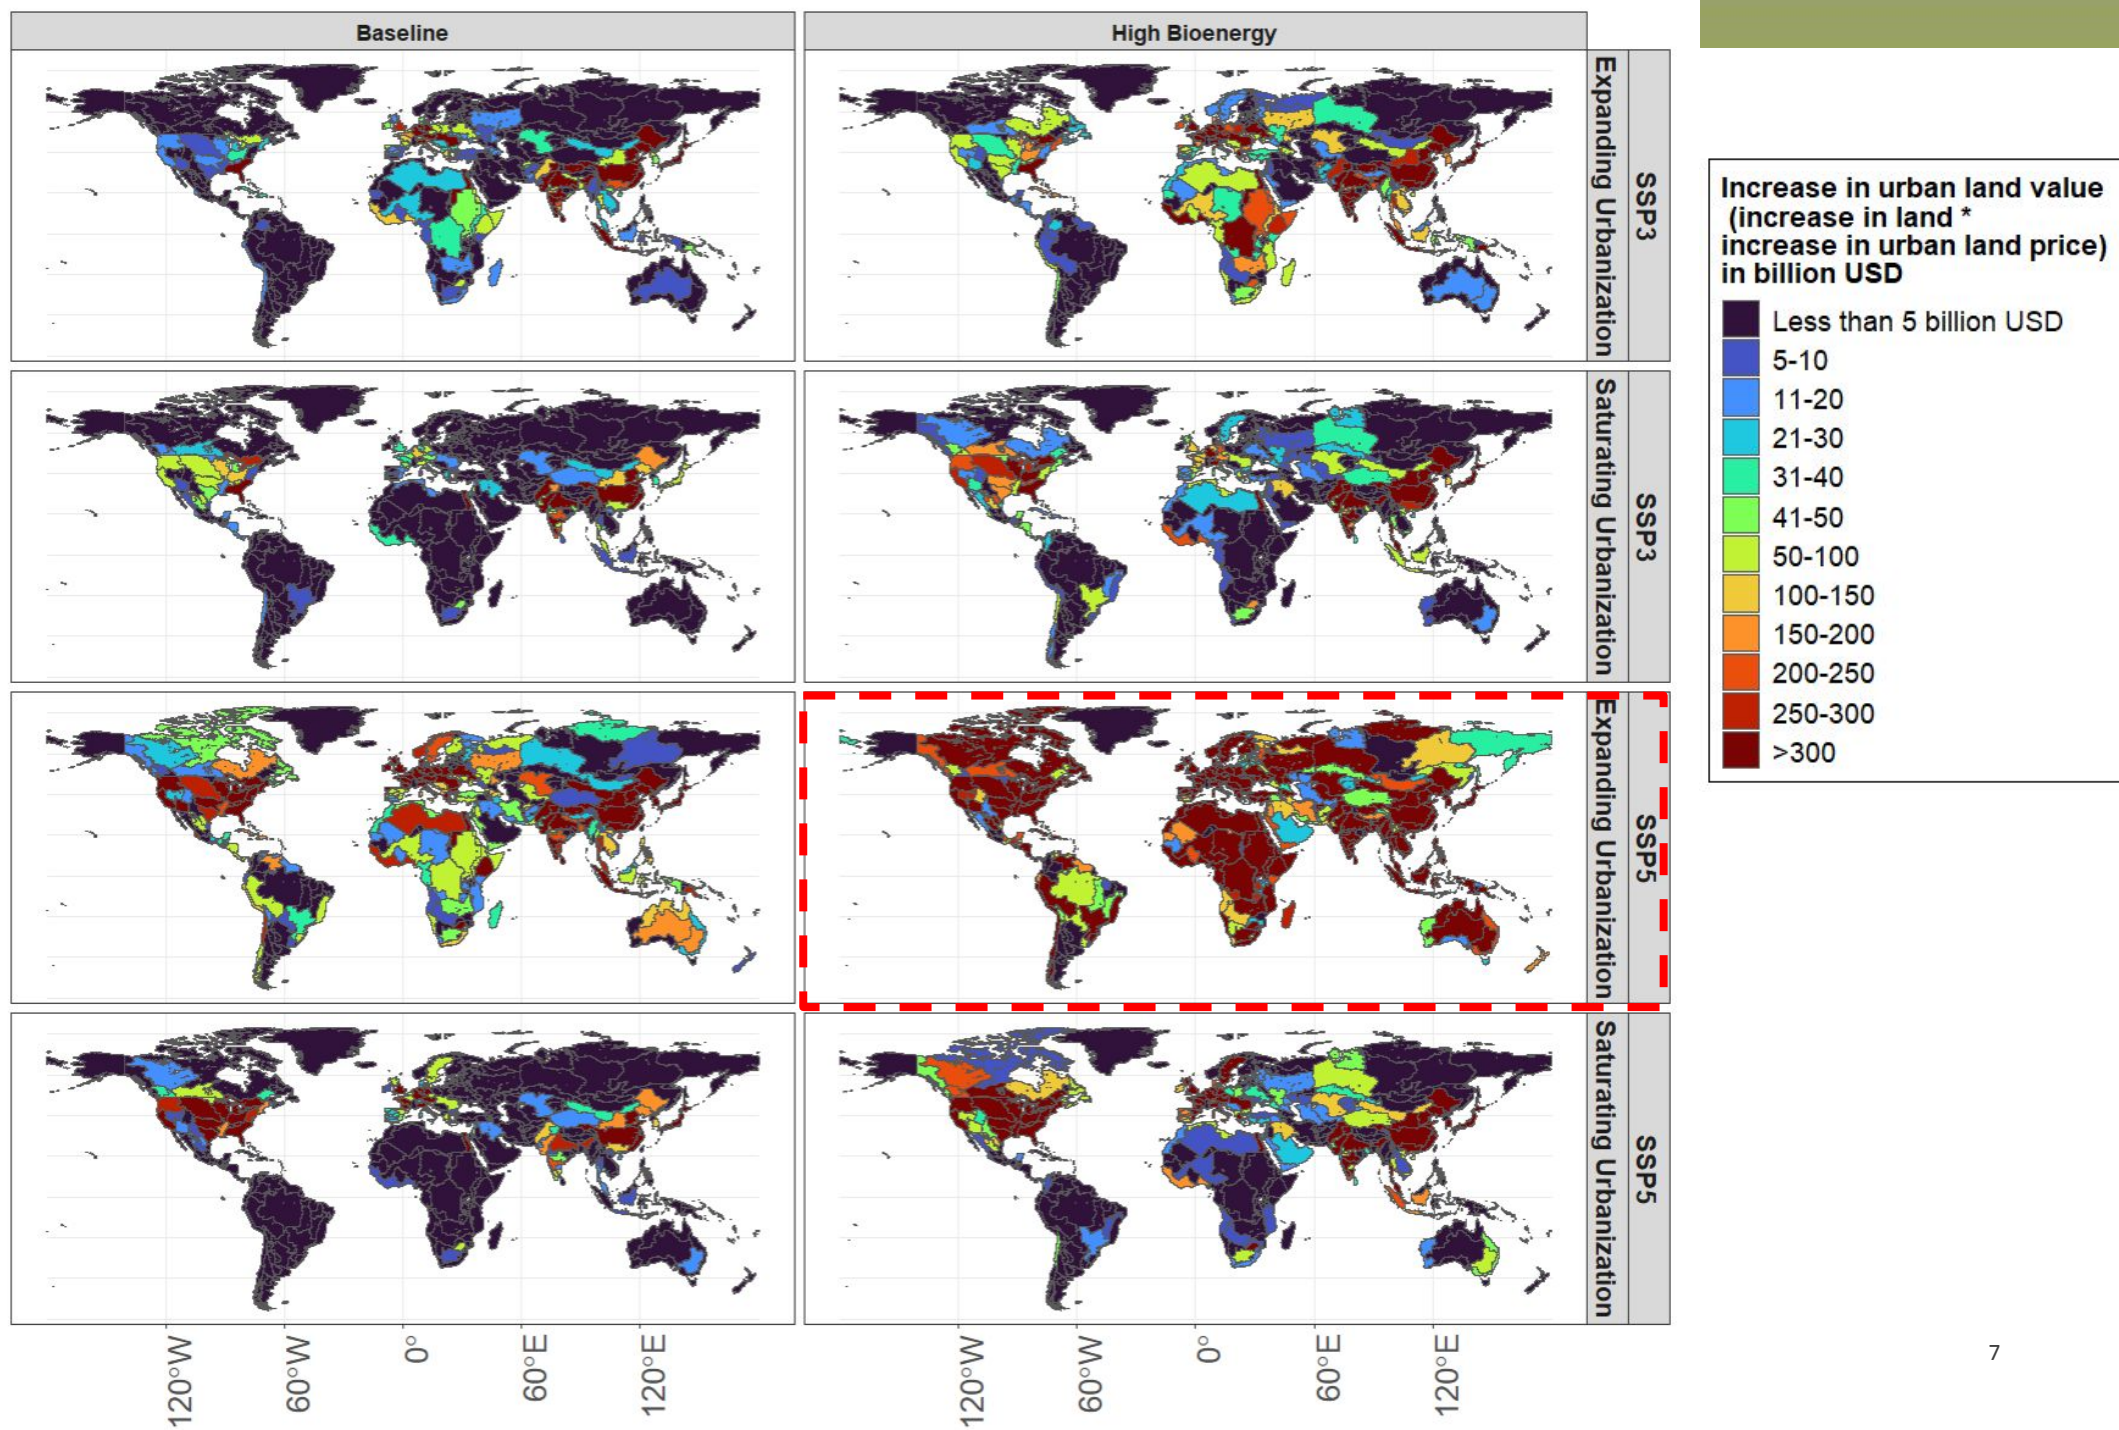 Baseline
High Bioenergy
Expanding Urbanization
SSP3
Saturating Urbanization
SSP3
Expanding Urbanization
SSP5
Saturating Urbanization
SSP5
120°W
60°W
0°
60°E
120°E
120°W
60°W
0°
60°E
120°E
Increase in urban land value
(increase in land *
increase in urban land price)
in billion USD
Less than 5 billion USD
5-10
11-20
21-30
31-40
41-50
50-100
100-150
150-200
200-250
250-300
>300
7